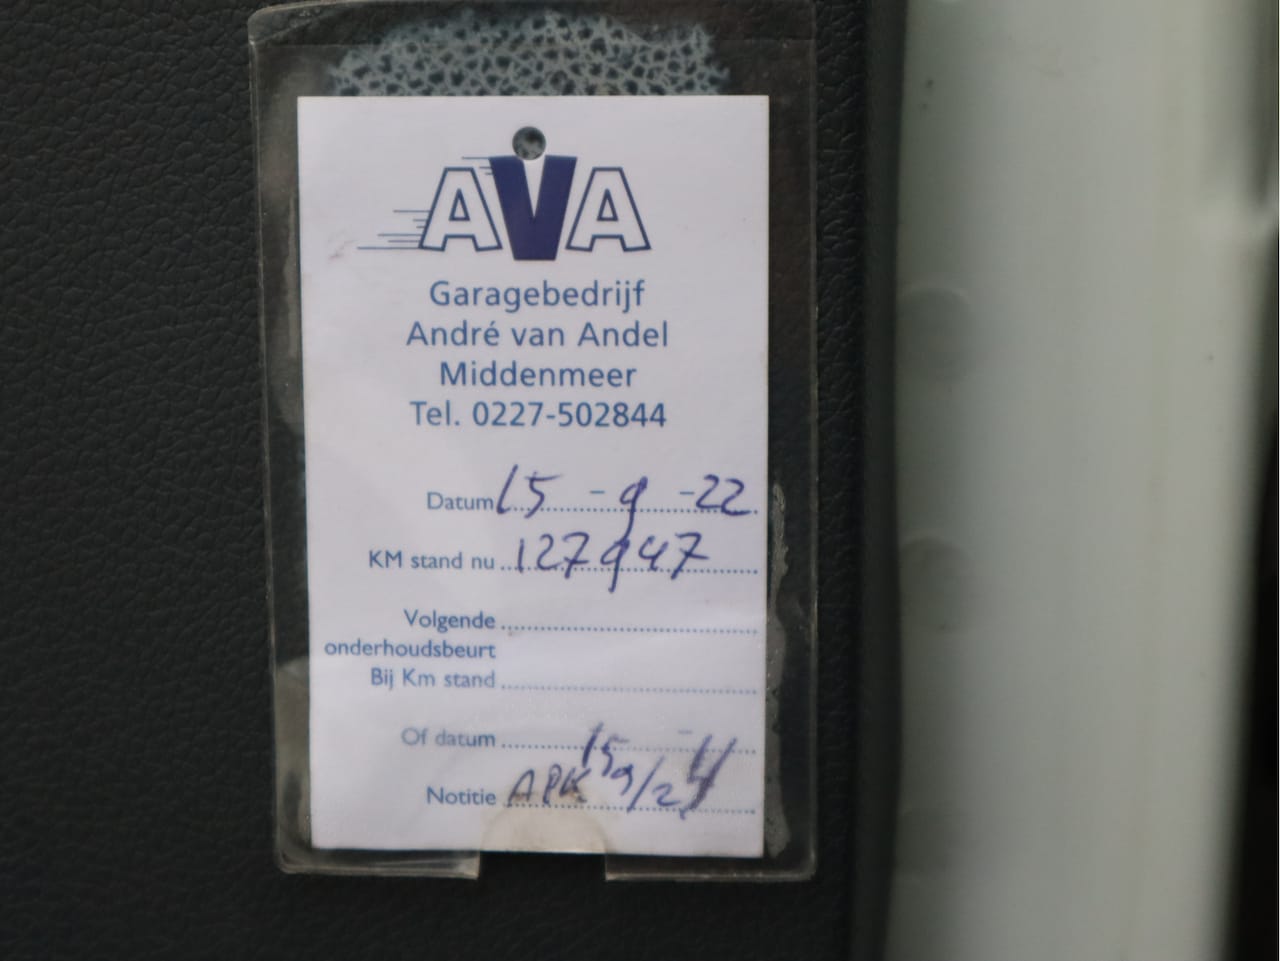 AVA
Garagebedrijf
André van Andel
Middenmeer
Tel. 0227-502844
Datum 15 - 9 - 22
KM stand nu 127947
Volgende
onderhoudsbeurt
Bij Km stand
Of datum
Notitie APK 15 9/24